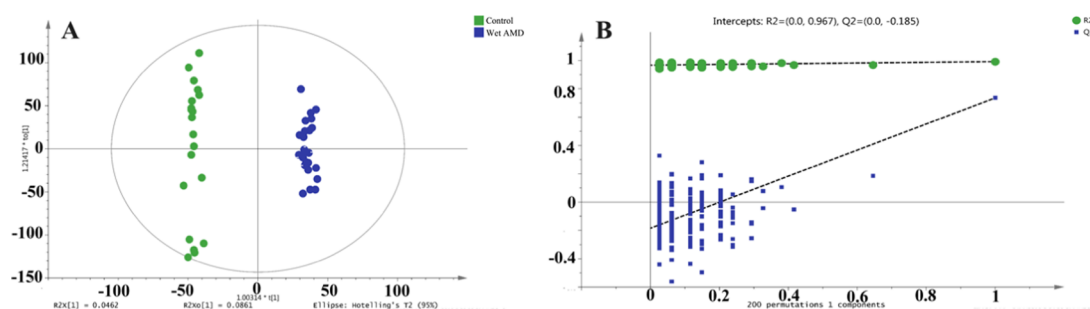 A
Control
Wet AMD
100
50
0
-50
-100
-150
1.21417 * to[1]
-100
-50
0
50
100
1.00314 * t[1]
R2X[1] = 0.0462
R2Xo[1] = 0.0861
Ellipse: Hotelling's T2 (95%)
B
Intercepts: R2=(0.0, 0.967), Q2=(0.0, -0.185)
R2
Q
1
0.8
0.4
0
-0.4
0
0.2
0.4
0.6
0.8
1
200 permutations 1 components